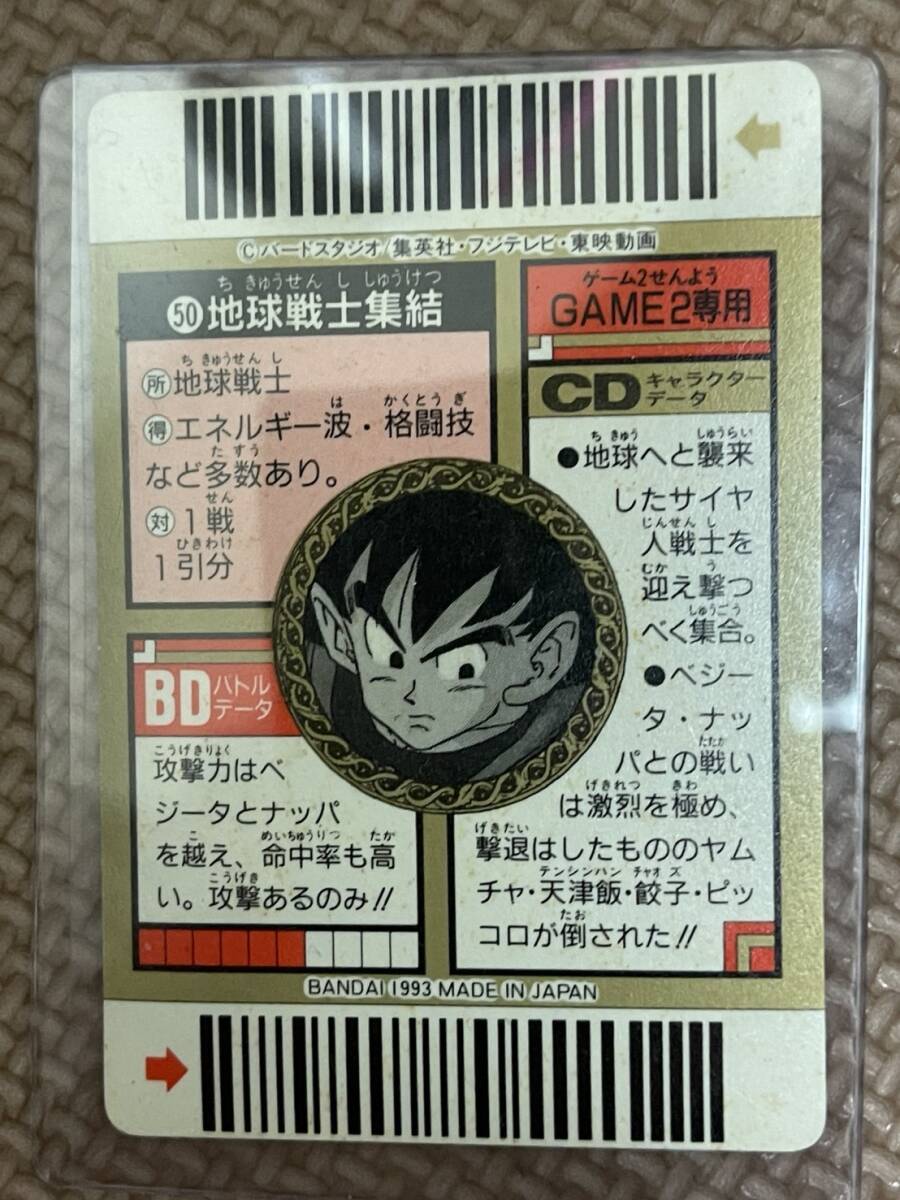 ©バードスタジオ/集英社・フジテレビ・東映動画
ちきゅうせんししゅうけつ
50地球戦士集結
ちきゅうせんし
所地球戦士
は かくとうぎ
得エネルギー波・格闘技
たすう
など多数あり。
せん
対1戦
ひきわけ
1引分
BDバトル
データ
こうげきりょく
攻撃力はベ
ジータとナッパ
こ めいちゅうりつ たか
を越え、命中率も高
こうげき
い。攻撃あるのみ!!
ゲーム2せんよう
GAME2専用
CDキャラクター
データ
ちきゅう しゅうらい
●地球へと襲来
したサイヤ
じんせんし
人戦士を
むか う
迎え撃つ
しゅうごう
べく集合。
●ベジー
タ・ナッ
たたか
パとの戦い
げきれつ きわ
は激烈を極め、
げきたい
撃退はしたもののヤム
テンシンハン チャオズ
チャ・天津飯・餃子・ピッ
たお
コロが倒された!!
BANDAI 1993 MADE IN JAPAN